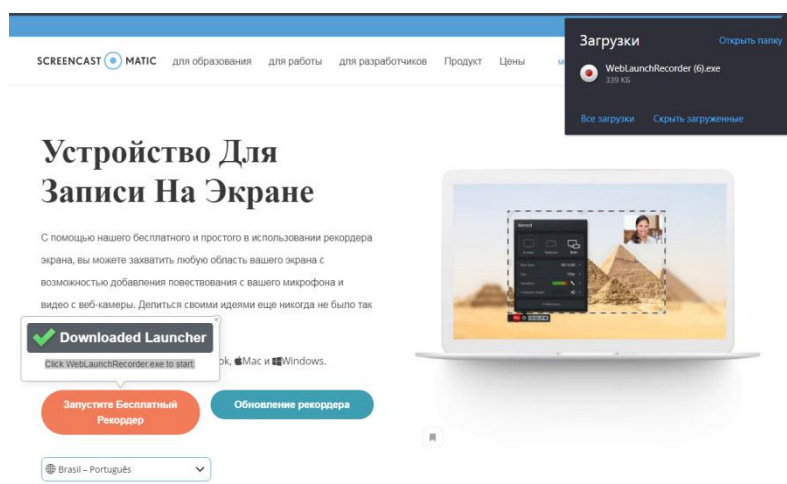 Загрузки
Открыть папку
WebLaunchRecorder (6).exe
339 КБ
Все загрузки Скрыть загруженные
SCREENCAST MATIC для образования для работы для разработчиков Продукт Цены
Устройство Для
Записи На Экране
С помощью нашего бесплатного и простого в использовании рекордера
экрана, вы можете захватить любую область вашего экрана с
возможностью добавления повествования с вашего микрофона и
видео с веб-камеры. Делиться своими идеями еще никогда не было так
Downloaded Launcher
Click WebLaunchRecorder.exe to start
ok, Mac и Windows.
Запустите Бесплатный
Рекордер
Обновление рекордера
Brasil – Português
Record